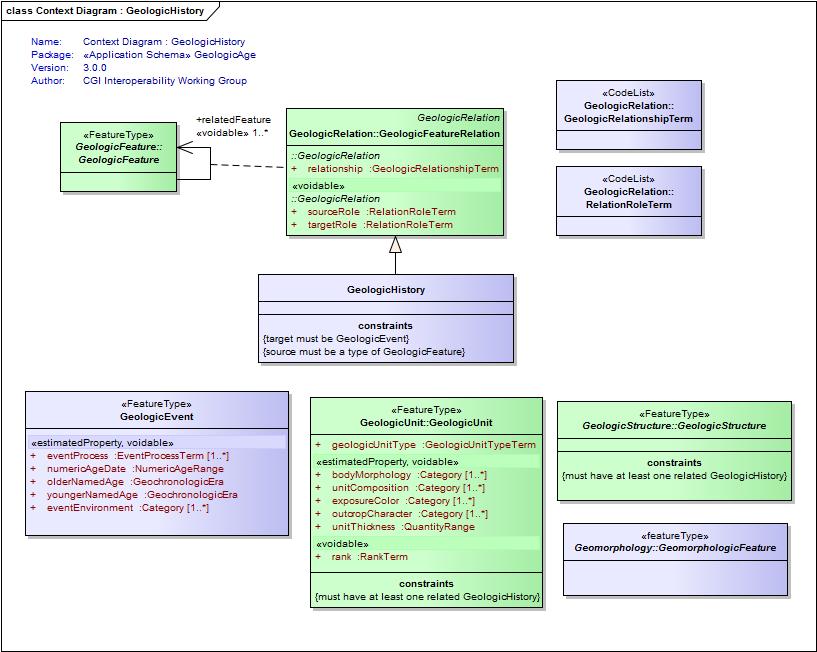 class Context Diagram : GeologicHistory
Name: Context Diagram : GeologicHistory
Package: «Application Schema» GeologicAge
Version: 3.0.0
Author: CGI Interoperability Working Group
«FeatureType»
GeologicFeature::
GeologicFeature
+relatedFeature
«voidable» 1..*
GeologicRelation
GeologicRelation::GeologicFeatureRelation
::GeologicRelation
+ relationship :GeologicRelationshipTerm
«voidable»
::GeologicRelation
+ sourceRole :RelationRoleTerm
+ targetRole :RelationRoleTerm
«CodeList»
GeologicRelation::
GeologicRelationshipTerm
«CodeList»
GeologicRelation::
RelationRoleTerm
GeologicHistory
constraints
{target must be GeologicEvent}
{source must be a type of GeologicFeature}
«FeatureType»
GeologicEvent
«estimatedProperty, voidable»
+ eventProcess :EventProcessTerm [1..*]
+ numericAgeDate :NumericAgeRange
+ olderNamedAge :GeochronologicEra
+ youngerNamedAge :GeochronologicEra
+ eventEnvironment :Category [1..*]
«FeatureType»
GeologicUnit::GeologicUnit
+ geologicUnitType :GeologicUnitTypeTerm
«estimatedProperty, voidable»
+ bodyMorphology :Category [1..*]
+ unitComposition :Category [1..*]
+ exposureColor :Category [1..*]
+ outcropCharacter :Category [1..*]
+ unitThickness :QuantityRange
«voidable»
+ rank :RankTerm
constraints
{must have at least one related GeologicHistory}
«FeatureType»
GeologicStructure::GeologicStructure
constraints
{must have at least one related GeologicHistory}
«featureType»
Geomorphology::GeomorphologicFeature